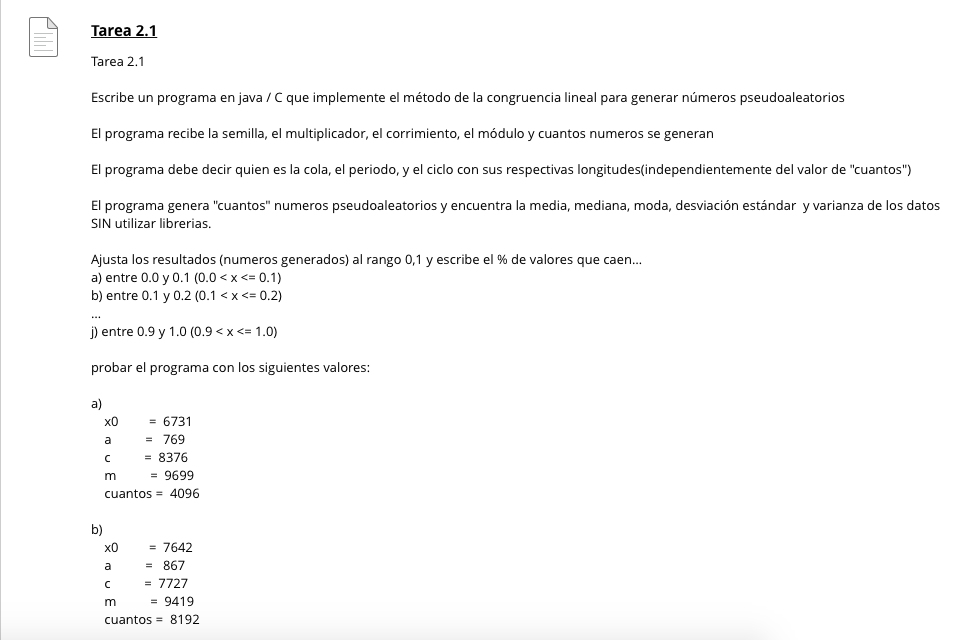 Tarea 2.1
Tarea 2.1
Escribe un programa en java / C que implemente el método de la congruencia lineal para generar números pseudoaleatorios
El programa recibe la semilla, el multiplicador, el corrimiento, el módulo y cuantos numeros se generan
El programa debe decir quien es la cola, el periodo, y el ciclo con sus respectivas longitudes(independientemente del valor de "cuantos")
El programa genera "cuantos" numeros pseudoaleatorios y encuentra la media, mediana, moda, desviación estándar  y varianza de los datos
SIN utilizar librerias.
Ajusta los resultados (numeros generados) al rango 0,1 y escribe el % de valores que caen...
a) entre 0.0 y 0.1 (0.0 < x <= 0.1)
b) entre 0.1 y 0.2 (0.1 < x <= 0.2)
...
j) entre 0.9 y 1.0 (0.9 < x <= 1.0)
probar el programa con los siguientes valores:
a)
x0 = 6731
a = 769
c = 8376
m = 9699
cuantos = 4096
b)
x0 = 7642
a = 867
c = 7727
m = 9419
cuantos = 8192